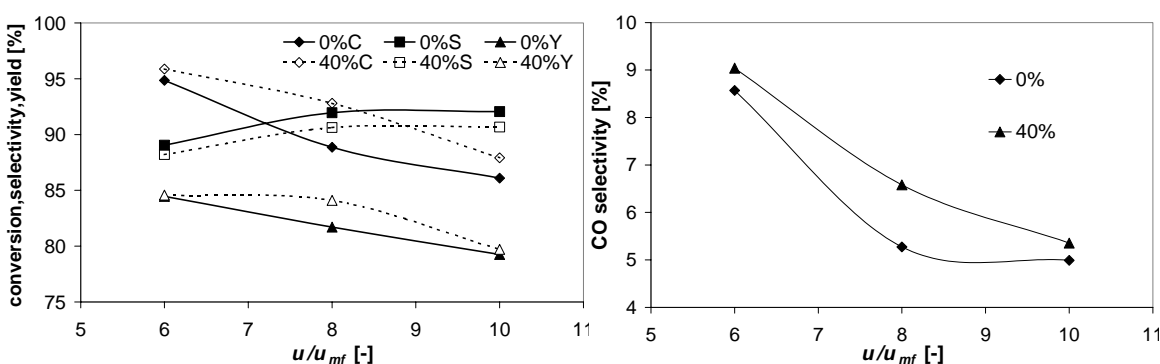 conversion,selectivity,yield [%]
100
95
90
85
80
75
0%C 0%S 0%Y
40%C 40%S 40%Y
5 6 7 8 9 10 11
u/u_mf [-]
CO selectivity [%]
10
9
8
7
6
5
4
0%
40%
5 6 7 8 9 10 11
u/u_mf [-]